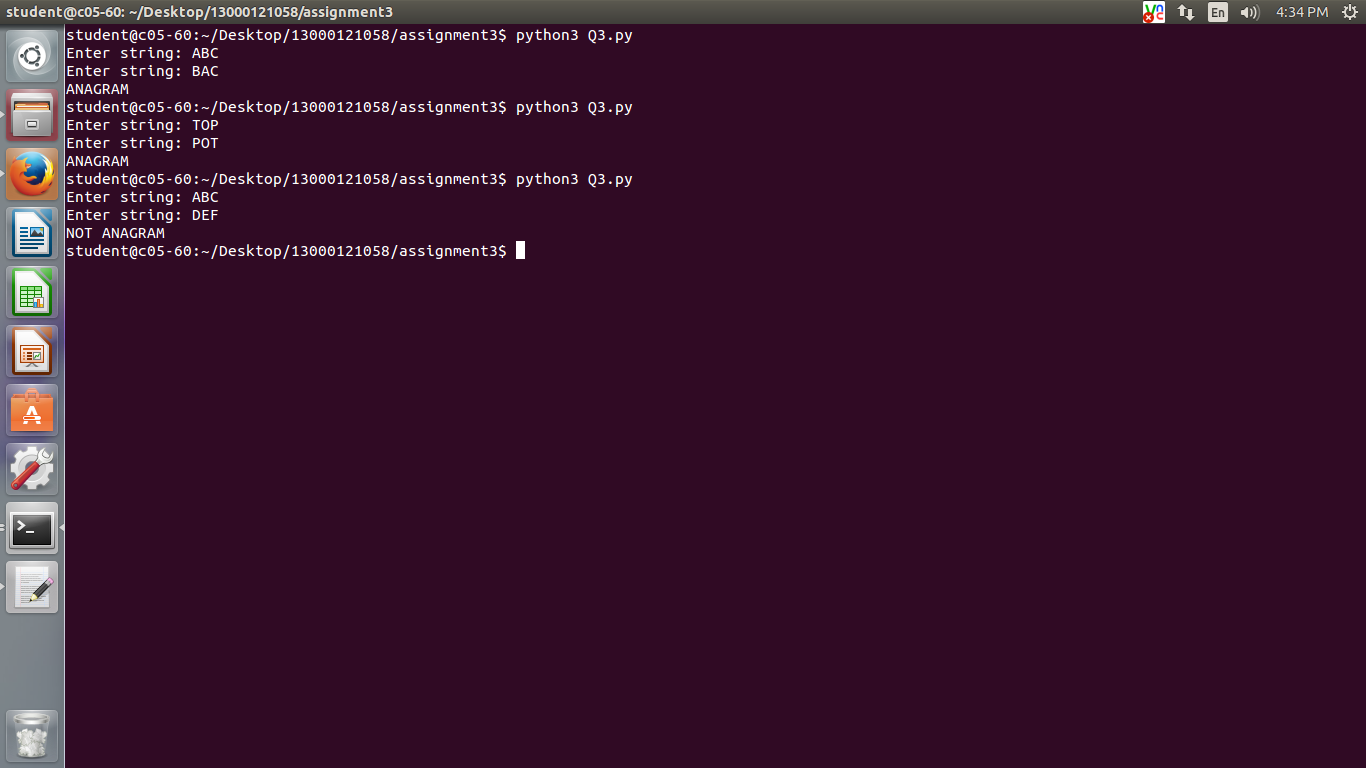 student@c05-60: ~/Desktop/13000121058/assignment3
En
4:34 PM
student@c05-60:~/Desktop/13000121058/assignment3$ python3 Q3.py
Enter string: ABC
Enter string: BAC
ANAGRAM
student@c05-60:~/Desktop/13000121058/assignment3$ python3 Q3.py
Enter string: TOP
Enter string: POT
ANAGRAM
student@c05-60:~/Desktop/13000121058/assignment3$ python3 Q3.py
Enter string: ABC
Enter string: DEF
NOT ANAGRAM
student@c05-60:~/Desktop/13000121058/assignment3$